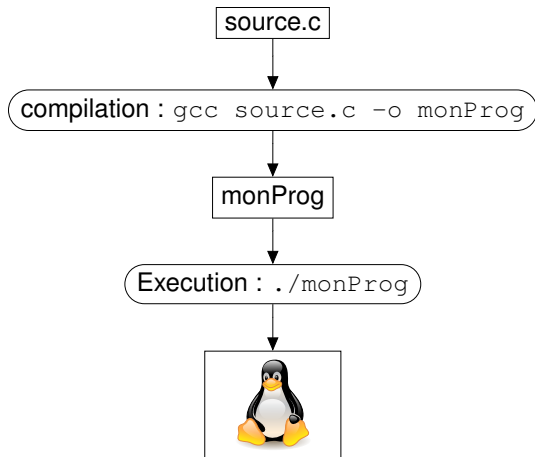 source.c
compilation : gcc source.c -o monProg
monProg
Execution : ./monProg